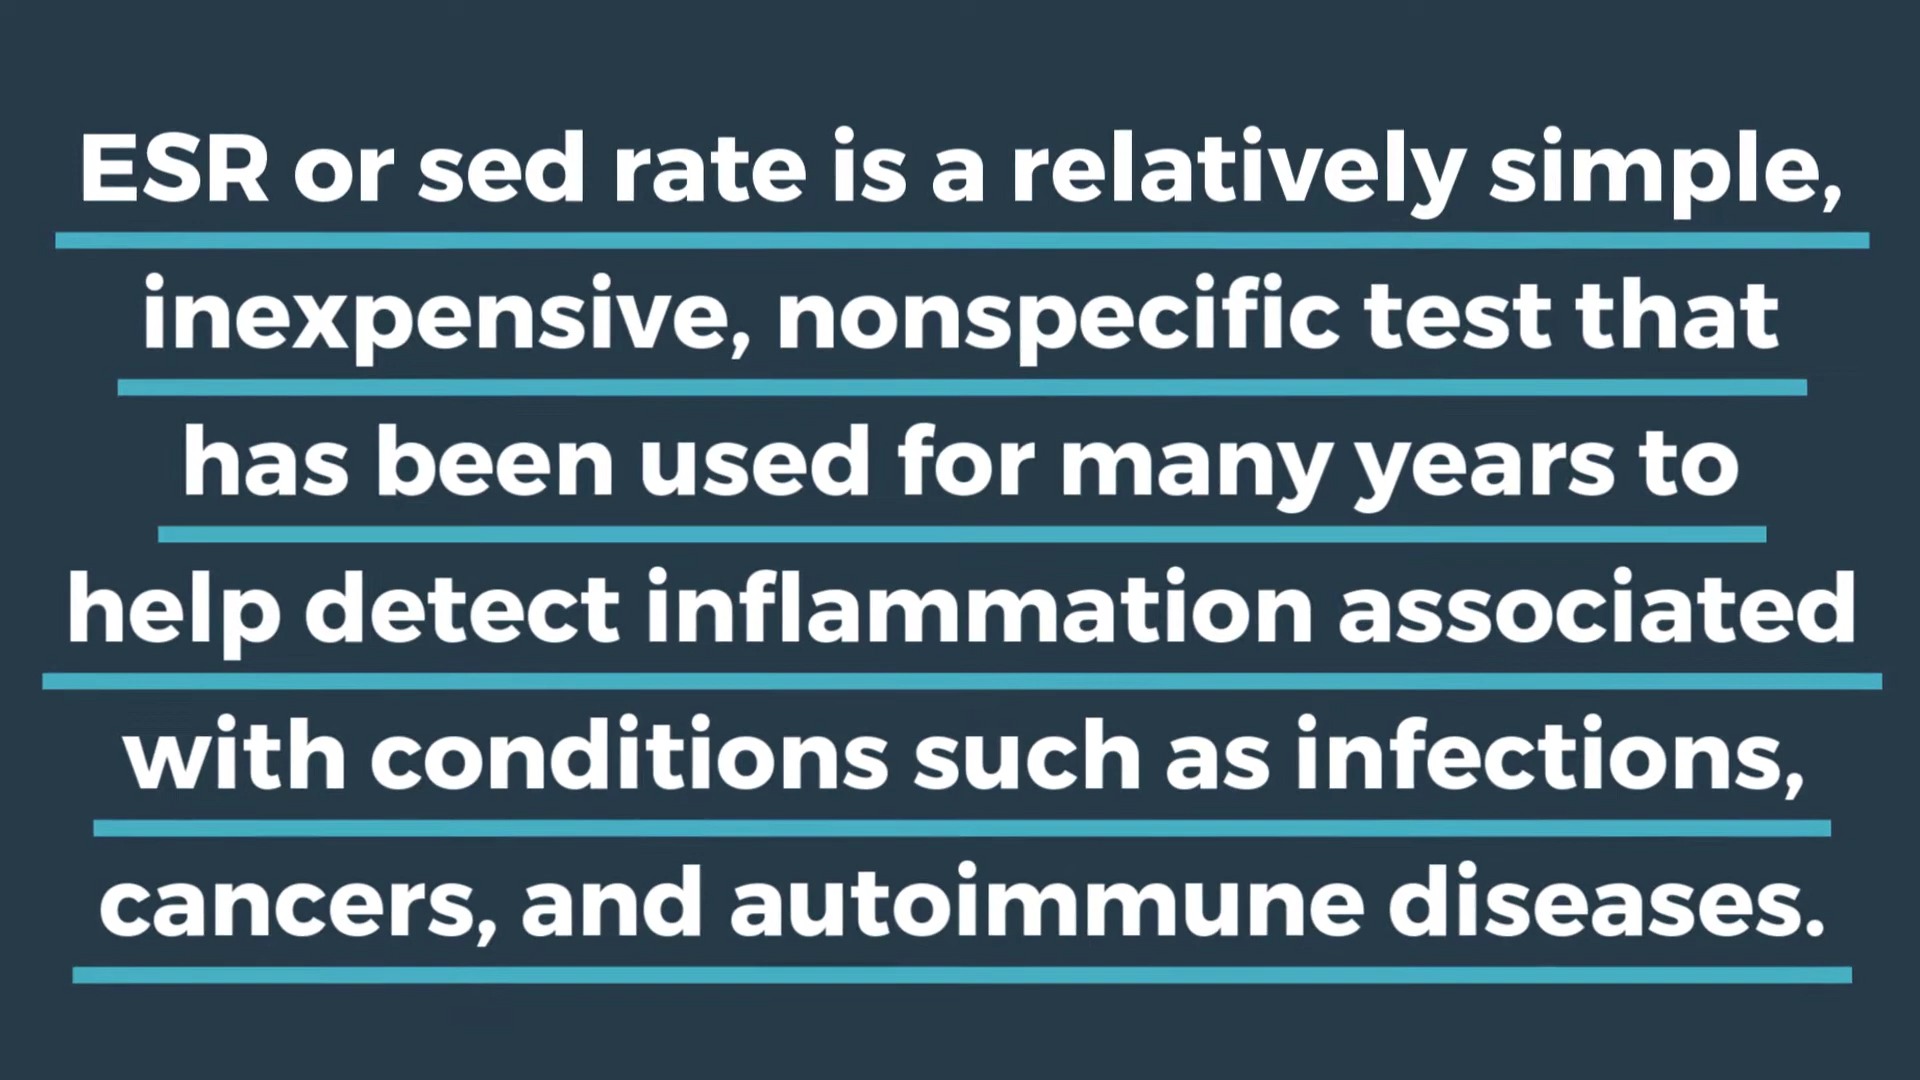 ESR or sed rate is a relatively simple,
inexpensive, nonspecific test that
has been used for many years to
help detect inflammation associated
with conditions such as infections,
cancers, and autoimmune diseases.